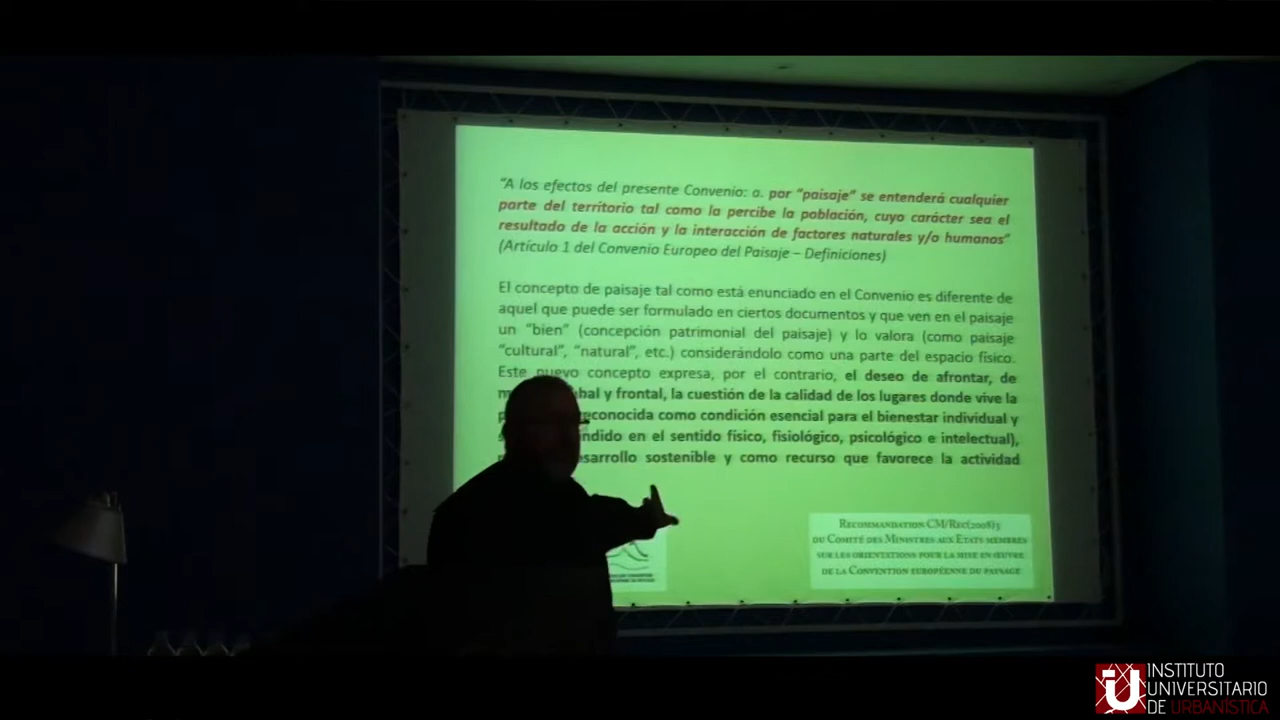 "A los efectos del presente Convenio: a. por "paisaje" se entenderá cualquier
parte del territorio tal como la percibe la población, cuyo carácter sea el
resultado de la acción y la interacción de factores naturales y/o humanos"
(Artículo 1 del Convenio Europeo del Paisaje – Definiciones)
El concepto de paisaje tal como está enunciado en el Convenio es diferente de
aquel que puede ser formulado en ciertos documentos y que ven en el paisaje
un "bien" (concepción patrimonial del paisaje) y lo valora (como paisaje
"cultural", "natural", etc.) considerándolo como una parte del espacio físico.
Este nuevo concepto expresa, por el contrario, el deseo de afrontar, de
y frontal, la cuestión de la calidad de los lugares donde vive la
reconocida como condición esencial para el bienestar individual y
en el sentido físico, fisiológico, psicológico e intelectual),
sostenible y como recurso que favorece la actividad
RECOMMANDATION CM/REC(2008)3
DU COMITÉ DES MINISTRES AUX ETATS MEMBRES
SUR LES ORIENTATIONS POUR LA MISE EN ŒUVRE
DE LA CONVENTION EUROPÉENNE DU PAYSAGE
INSTITUTO
UNIVERSITARIO
DE URBANÍSTICA